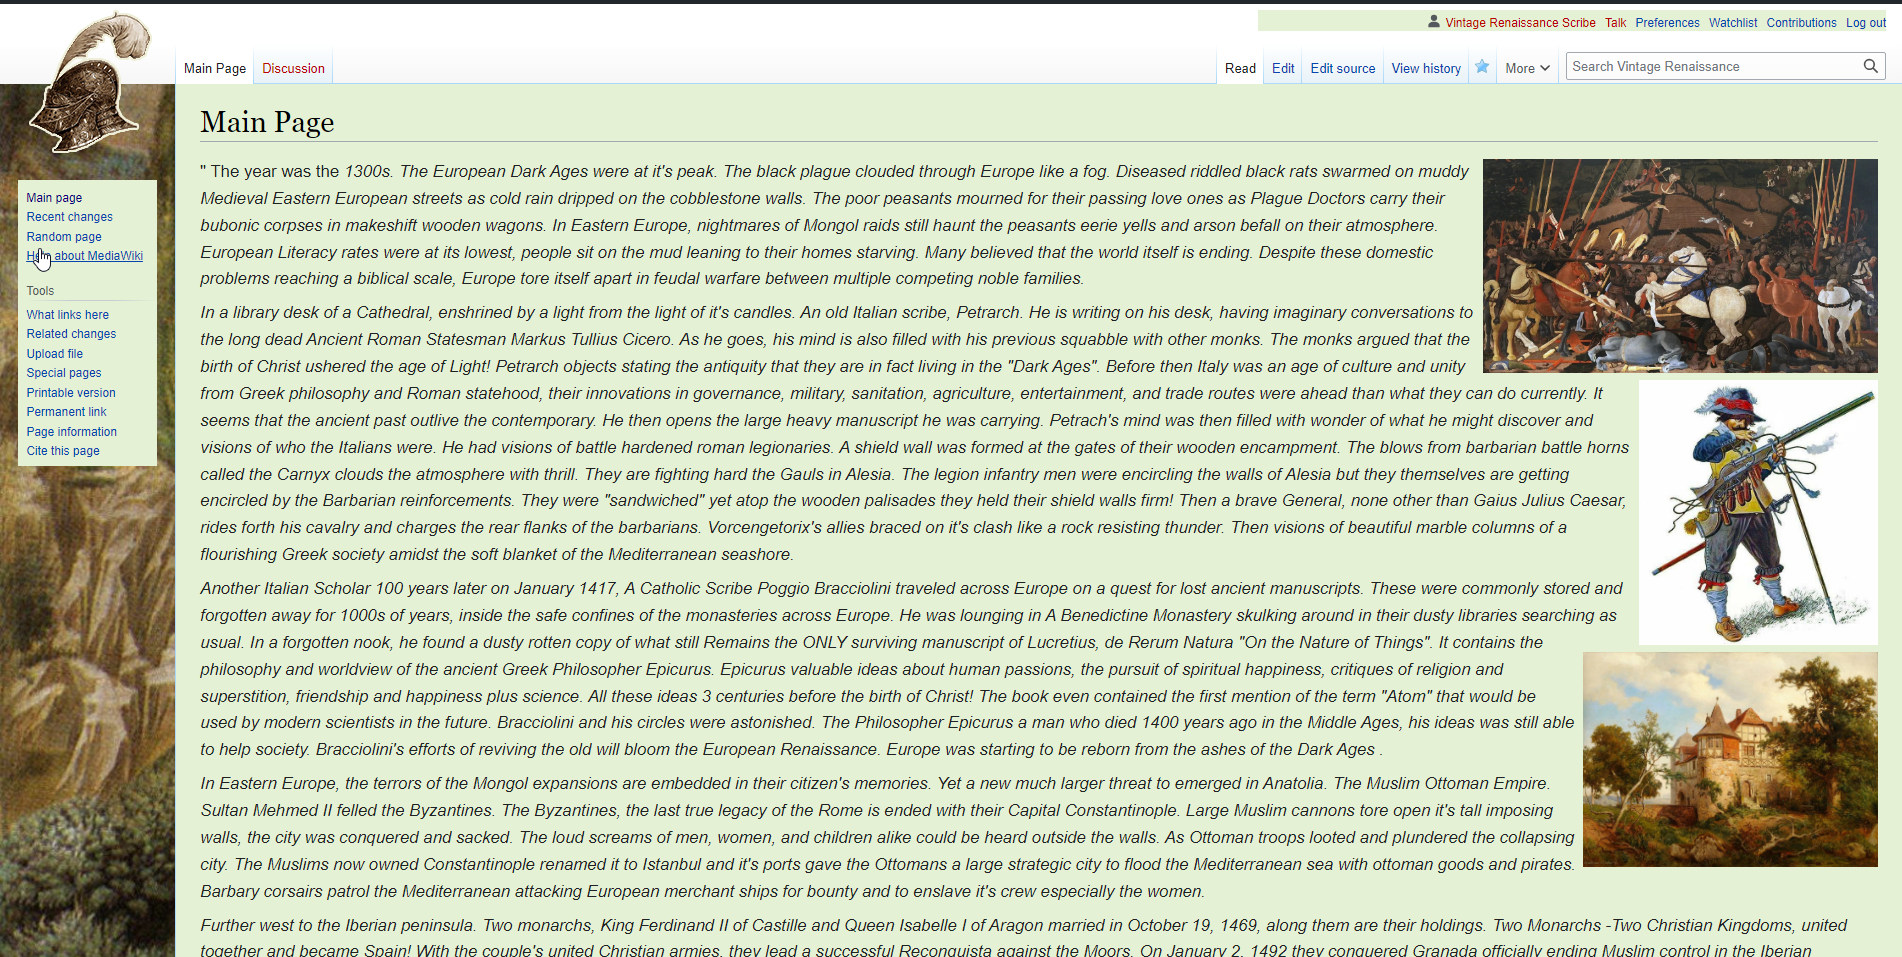 Vintage Renaissance Scribe Talk Preferences Watchlist Contributions Log out
Main Page Discussion Read Edit Edit source View history More Search Vintage Renaissance
Main page
Recent changes
Random page
about MediaWiki
Tools
What links here
Related changes
Upload file
Special pages
Printable version
Permanent link
Page information
Cite this page
Main Page
" The year was the 1300s. The European Dark Ages were at it's peak. The black plague clouded through Europe like a fog. Diseased riddled black rats swarmed on muddy
Medieval Eastern European streets as cold rain dripped on the cobblestone walls. The poor peasants mourned for their passing love ones as Plague Doctors carry their
bubonic corpses in makeshift wooden wagons. In Eastern Europe, nightmares of Mongol raids still haunt the peasants eerie yells and arson befall on their atmosphere.
European Literacy rates were at its lowest, people sit on the mud leaning to their homes starving. Many believed that the world itself is ending. Despite these domestic
problems reaching a biblical scale, Europe tore itself apart in feudal warfare between multiple competing noble families.
In a library desk of a Cathedral, enshrined by a light from the light of it's candles. An old Italian scribe, Petrarch. He is writing on his desk, having imaginary conversations to
the long dead Ancient Roman Statesman Markus Tullius Cicero. As he goes, his mind is also filled with his previous squabble with other monks. The monks argued that the
birth of Christ ushered the age of Light! Petrarch objects stating the antiquity that they are in fact living in the "Dark Ages". Before then Italy was an age of culture and unity
from Greek philosophy and Roman statehood, their innovations in governance, military, sanitation, agriculture, entertainment, and trade routes were ahead than what they can do currently. It
seems that the ancient past outlive the contemporary. He then opens the large heavy manuscript he was carrying. Petrach's mind was then filled with wonder of what he might discover and
visions of who the Italians were. He had visions of battle hardened roman legionaries. A shield wall was formed at the gates of their wooden encampment. The blows from barbarian battle horns
called the Carnyx clouds the atmosphere with thrill. They are fighting hard the Gauls in Alesia. The legion infantry men were encircling the walls of Alesia but they themselves are getting
encircled by the Barbarian reinforcements. They were "sandwiched" yet atop the wooden palisades they held their shield walls firm! Then a brave General, none other than Gaius Julius Caesar,
rides forth his cavalry and charges the rear flanks of the barbarians. Vorcengetorix's allies braced on it's clash like a rock resisting thunder. Then visions of beautiful marble columns of a
flourishing Greek society amidst the soft blanket of the Mediterranean seashore.
Another Italian Scholar 100 years later on January 1417, A Catholic Scribe Poggio Bracciolini traveled across Europe on a quest for lost ancient manuscripts. These were commonly stored and
forgotten away for 1000s of years, inside the safe confines of the monasteries across Europe. He was lounging in A Benedictine Monastery skulking around in their dusty libraries searching as
usual. In a forgotten nook, he found a dusty rotten copy of what still Remains the ONLY surviving manuscript of Lucretius, de Rerum Natura "On the Nature of Things". It contains the
philosophy and worldview of the ancient Greek Philosopher Epicurus. Epicurus valuable ideas about human passions, the pursuit of spiritual happiness, critiques of religion and
superstition, friendship and happiness plus science. All these ideas 3 centuries before the birth of Christ! The book even contained the first mention of the term "Atom" that would be
used by modern scientists in the future. Bracciolini and his circles were astonished. The Philosopher Epicurus a man who died 1400 years ago in the Middle Ages, his ideas was still able
to help society. Bracciolini's efforts of reviving the old will bloom the European Renaissance. Europe was starting to be reborn from the ashes of the Dark Ages .
In Eastern Europe, the terrors of the Mongol expansions are embedded in their citizen's memories. Yet a new much larger threat to emerged in Anatolia. The Muslim Ottoman Empire.
Sultan Mehmed II felled the Byzantines. The Byzantines, the last true legacy of the Rome is ended with their Capital Constantinople. Large Muslim cannons tore open it's tall imposing
walls, the city was conquered and sacked. The loud screams of men, women, and children alike could be heard outside the walls. As Ottoman troops looted and plundered the collapsing
city. The Muslims now owned Constantinople renamed it to Istanbul and it's ports gave the Ottomans a large strategic city to flood the Mediterranean sea with ottoman goods and pirates.
Barbary corsairs patrol the Mediterranean attacking European merchant ships for bounty and to enslave it's crew especially the women.
Further west to the Iberian peninsula. Two monarchs, King Ferdinand II of Castille and Queen Isabelle I of Aragon married in October 19, 1469, along them are their holdings. Two Monarchs -Two Christian Kingdoms, united
together and became Spain! With the couple's united Christian armies, they lead a successful Reconquista against the Moors. On January 2, 1492 they conquered Granada officially ending Muslim control in the Iberian